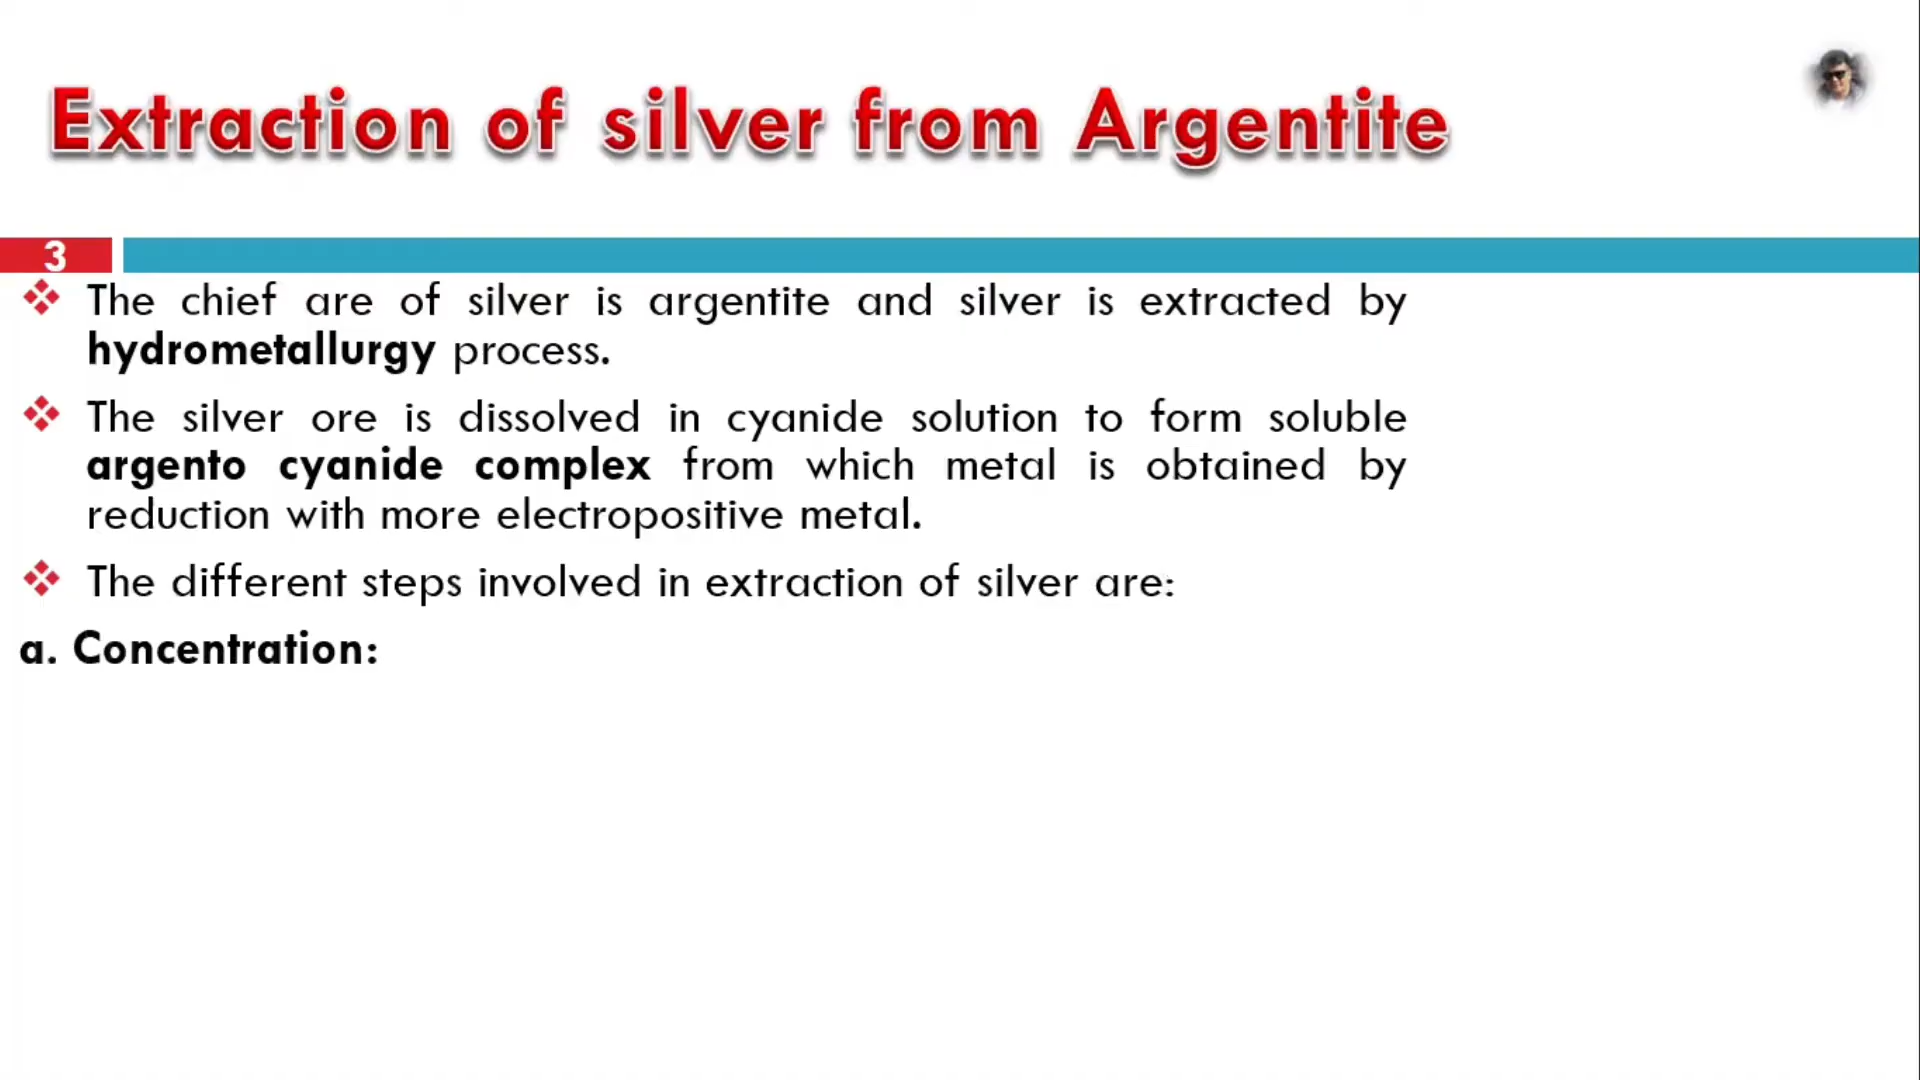 Extraction of silver from Argentite
3
The chief are of silver is argentite and silver is extracted by
hydrometallurgy process.
The silver ore is dissolved in cyanide solution to form soluble
argento cyanide complex from which metal is obtained by
reduction with more electropositive metal.
The different steps involved in extraction of silver are:
a. Concentration: